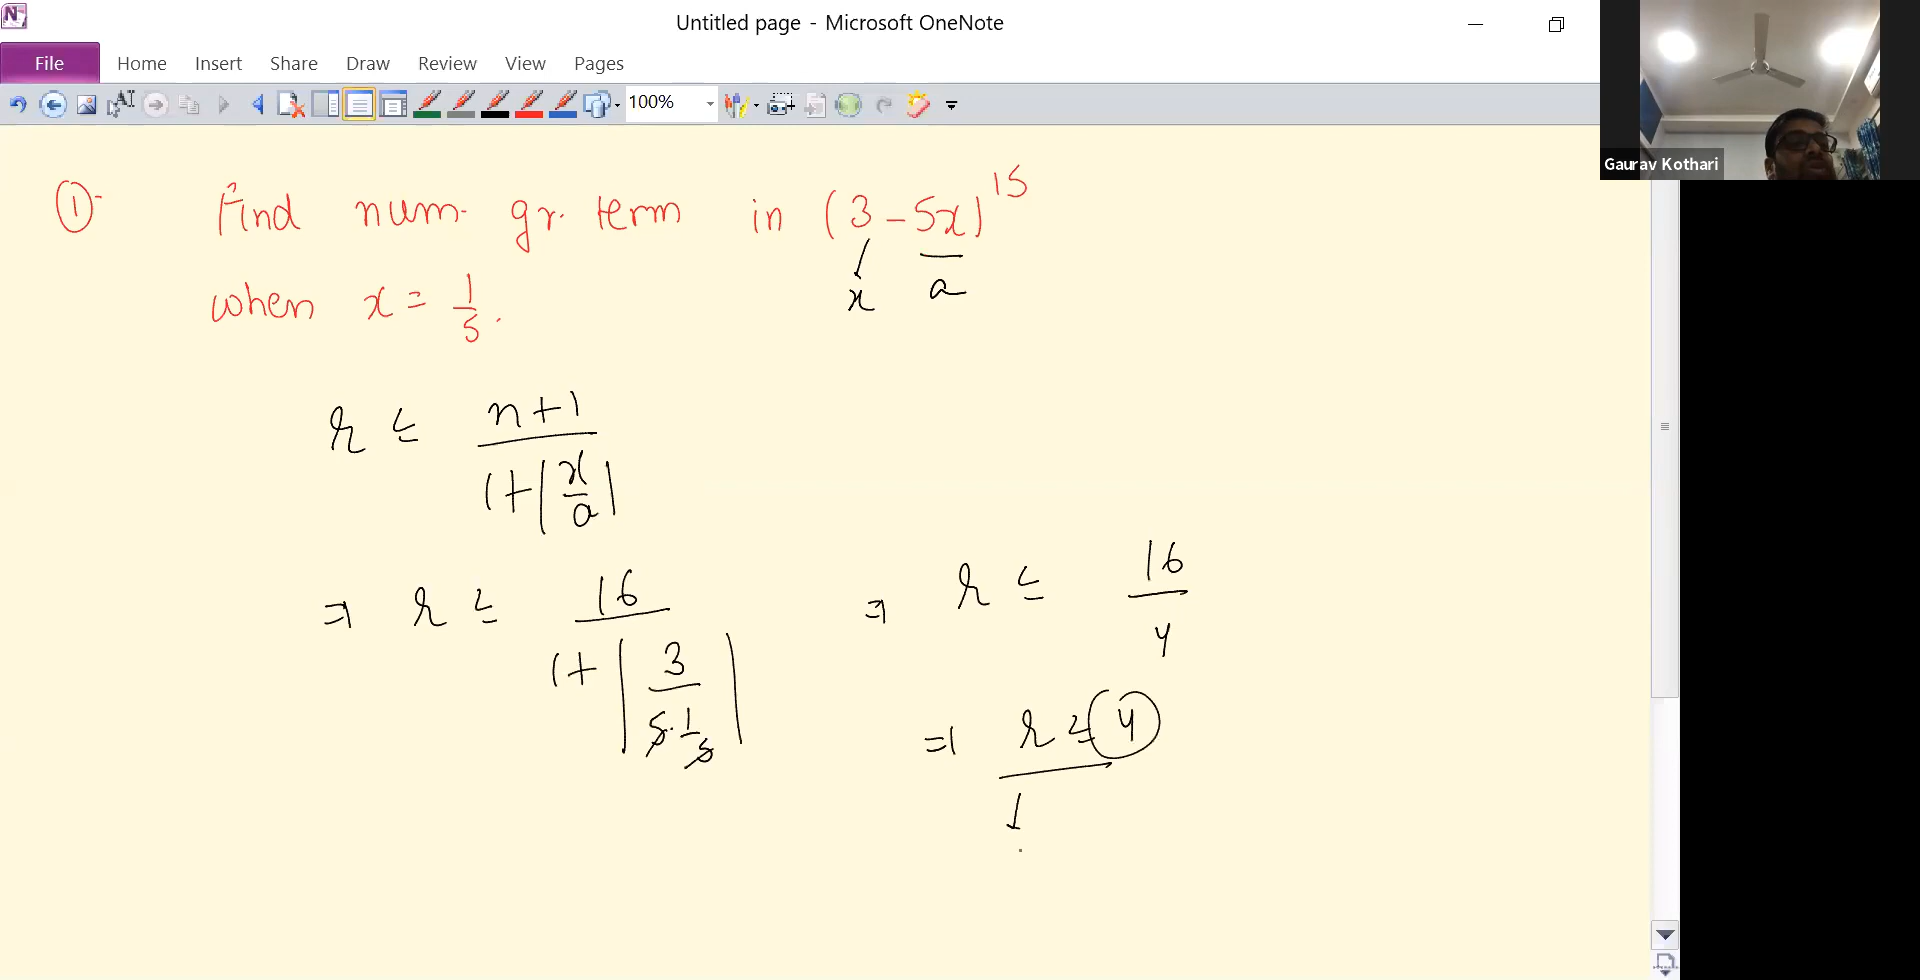 Untitled page - Microsoft OneNote
File Home Insert Share Draw Review View Pages
100%
Gaurav Kothari
① Find num. gr. term in (3 - 5x)^15
x a
when x = 1/5.
r ≤ (n+1)/(1+|x/a|)
⇒ r ≤ 16/(1+|3/(5·1/5)|) ⇒ r ≤ 16/4
⇒ r ≤ 4